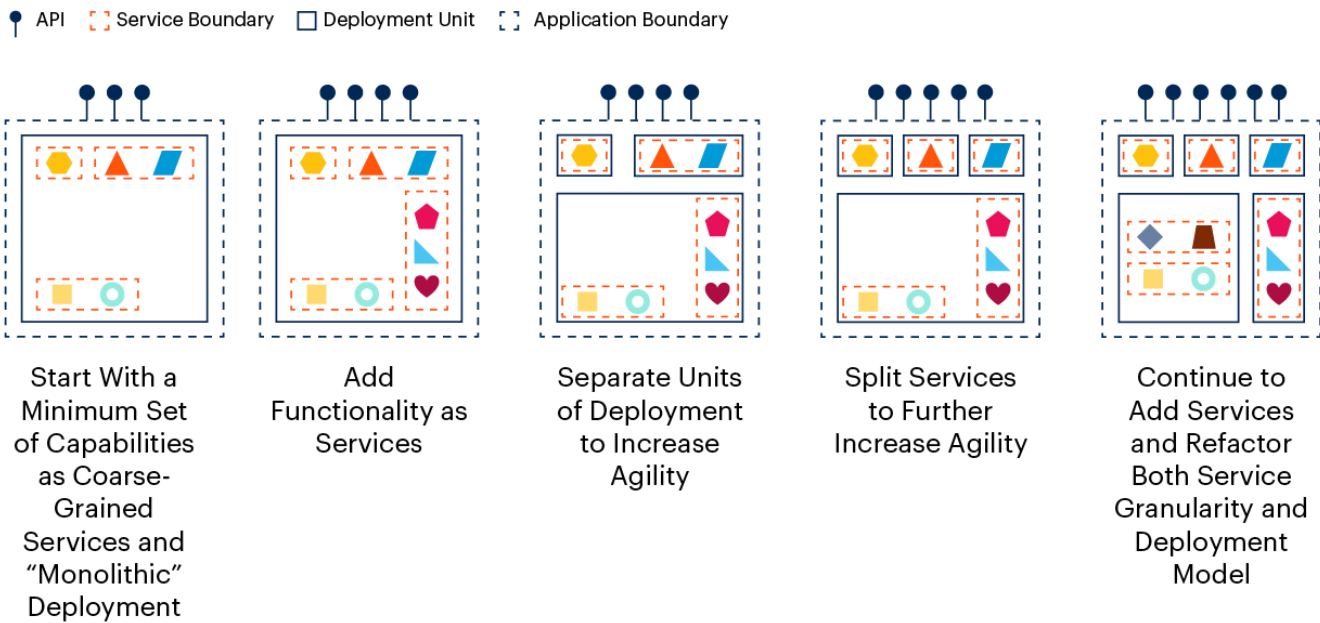 API
Service Boundary
Deployment Unit
Application Boundary
Start With a
Minimum Set
of Capabilities
as Coarse-
Grained
Services and
“Monolithic”
Deployment
Add
Functionality as
Services
Separate Units
of Deployment
to Increase
Agility
Split Services
to Further
Increase Agility
Continue to
Add Services
and Refactor
Both Service
Granularity and
Deployment
Model